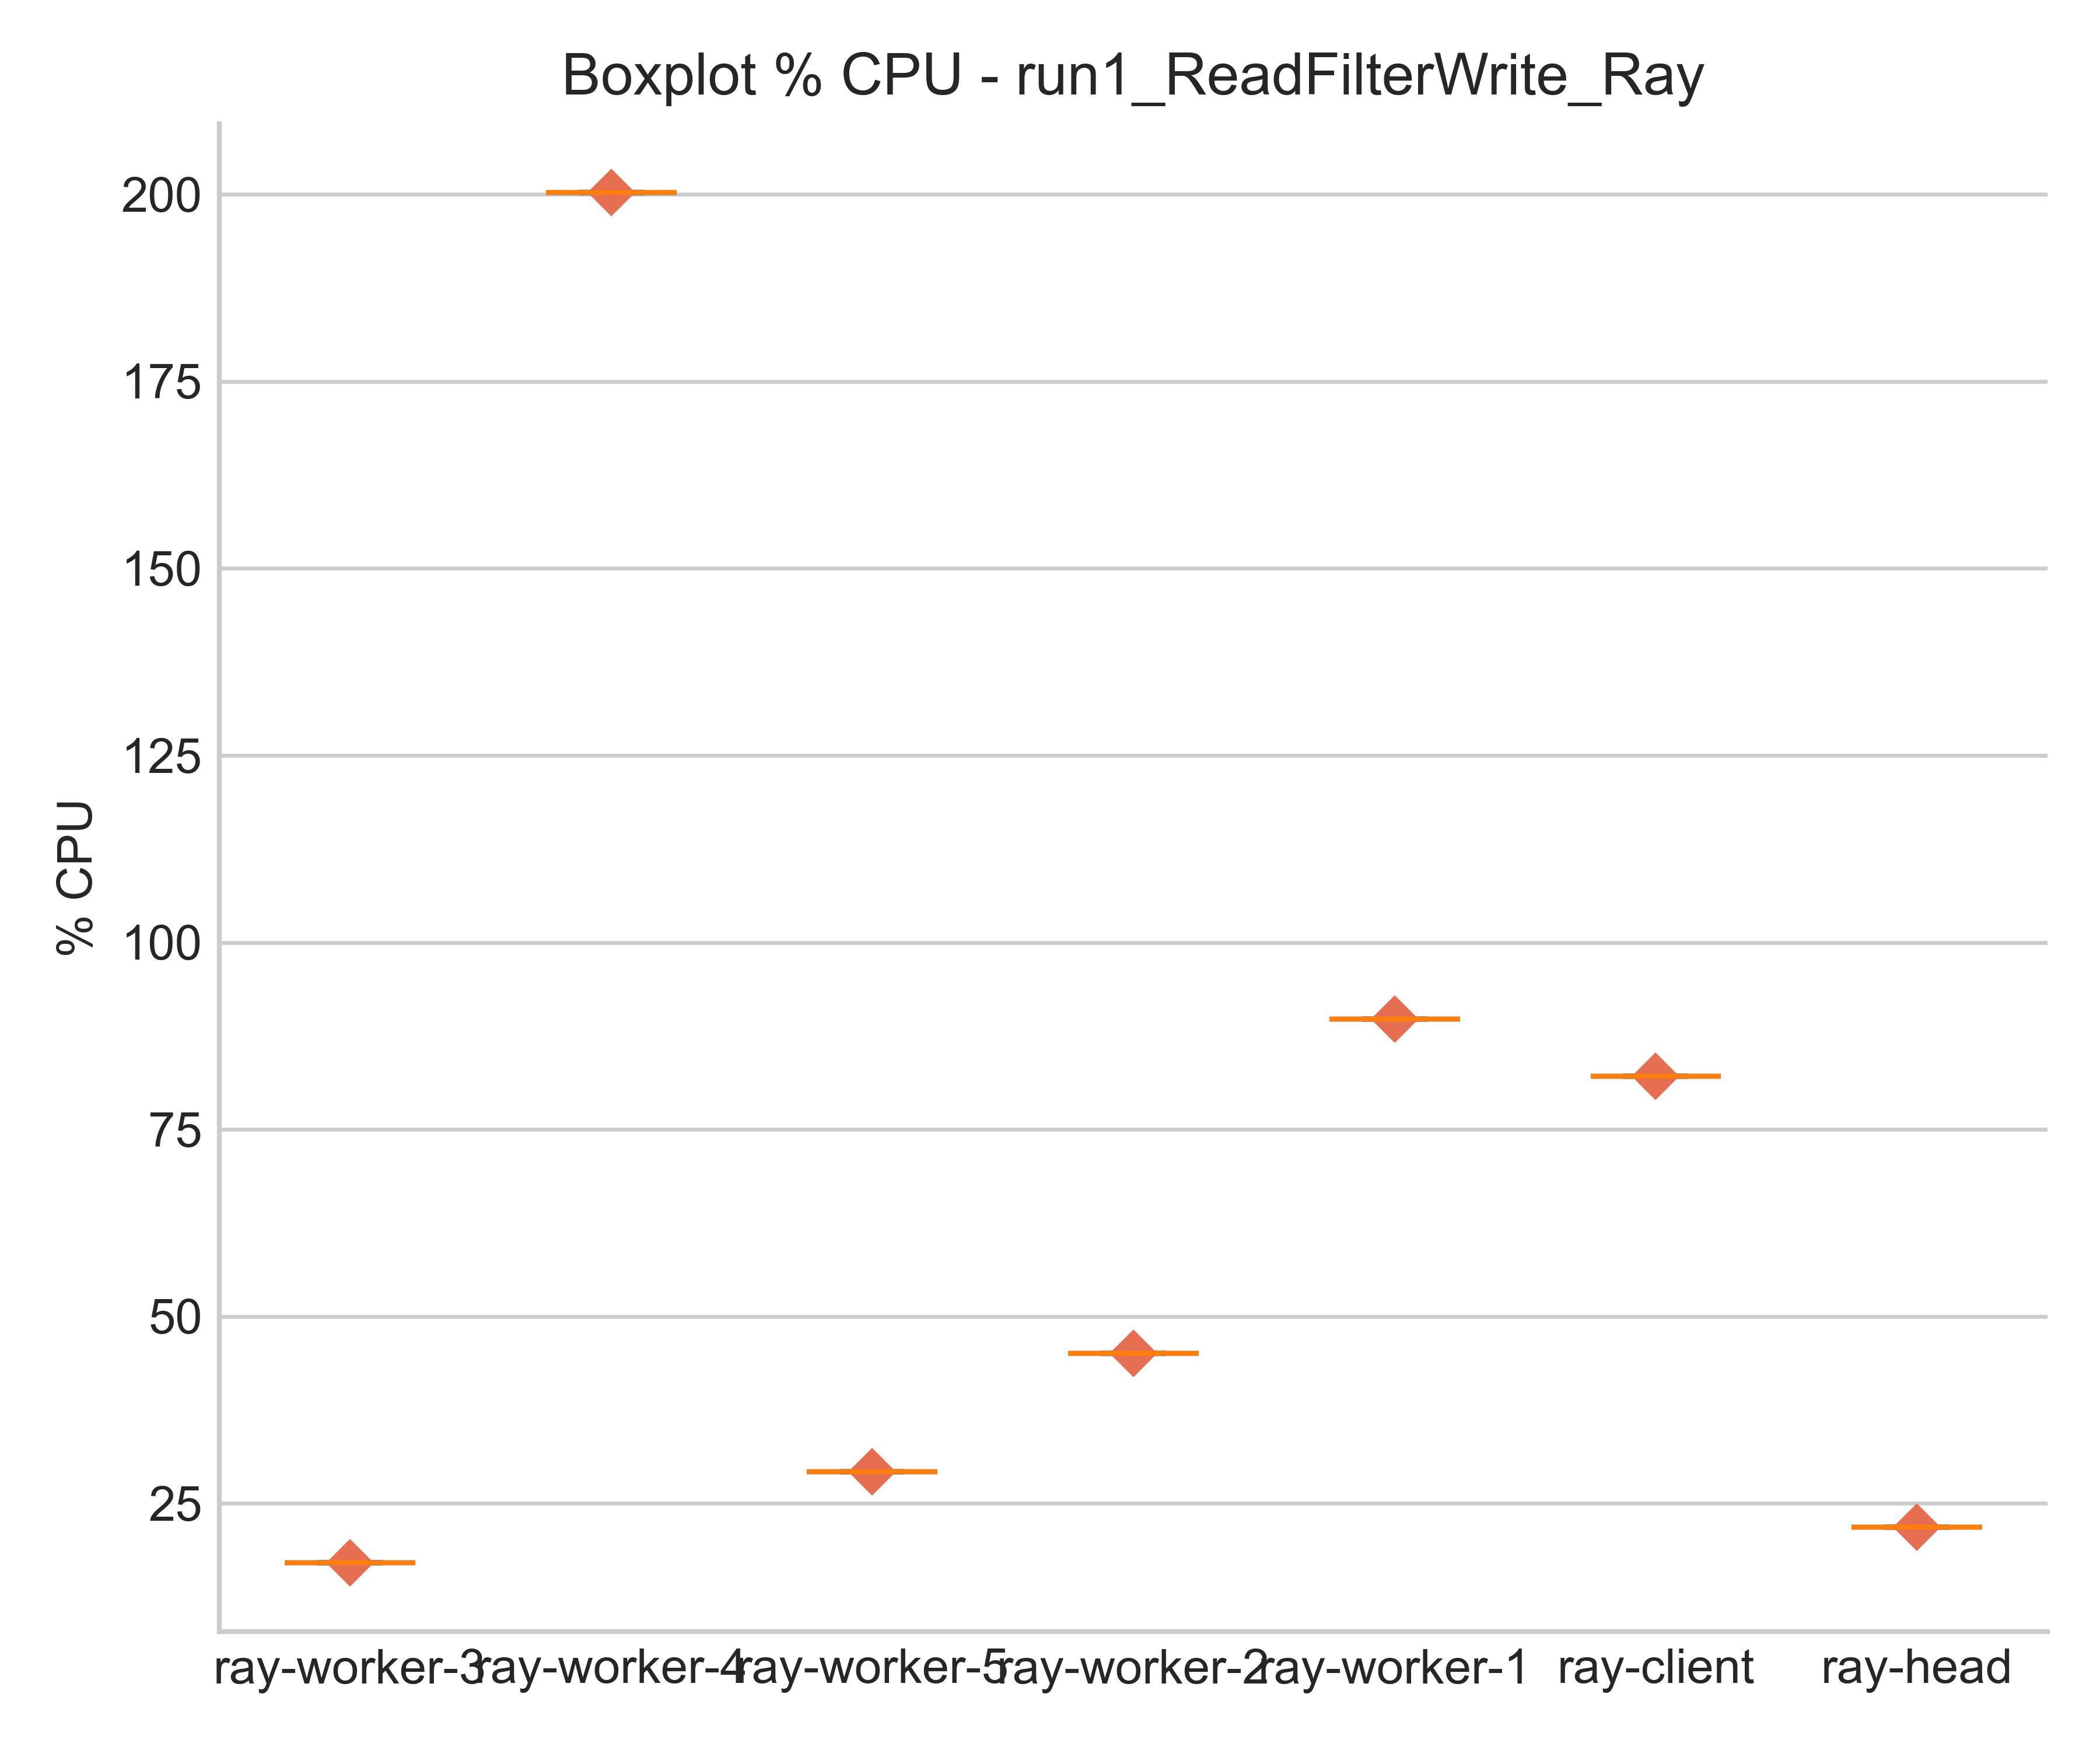 Boxplot % CPU - run1_ReadFilterWrite_Ray
200
175
150
125
100
75
50
25
% CPU
ray-worker-3 ray-worker-4 ray-worker-5 ray-worker-2 ray-worker-1 ray-client ray-head